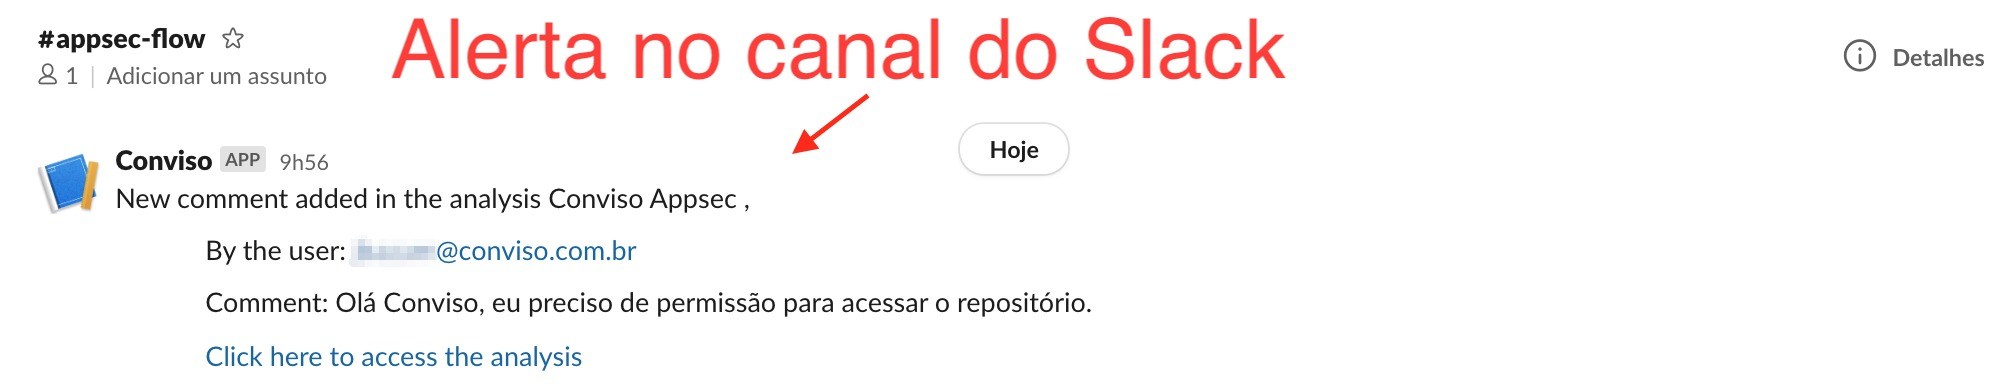 #appsec-flow
1 | Adicionar um assunto
Alerta no canal do Slack
Detalhes
Hoje
Conviso APP 9h56
New comment added in the analysis Conviso Appsec ,
By the user: @conviso.com.br
Comment: Olá Conviso, eu preciso de permissão para acessar o repositório.
Click here to access the analysis